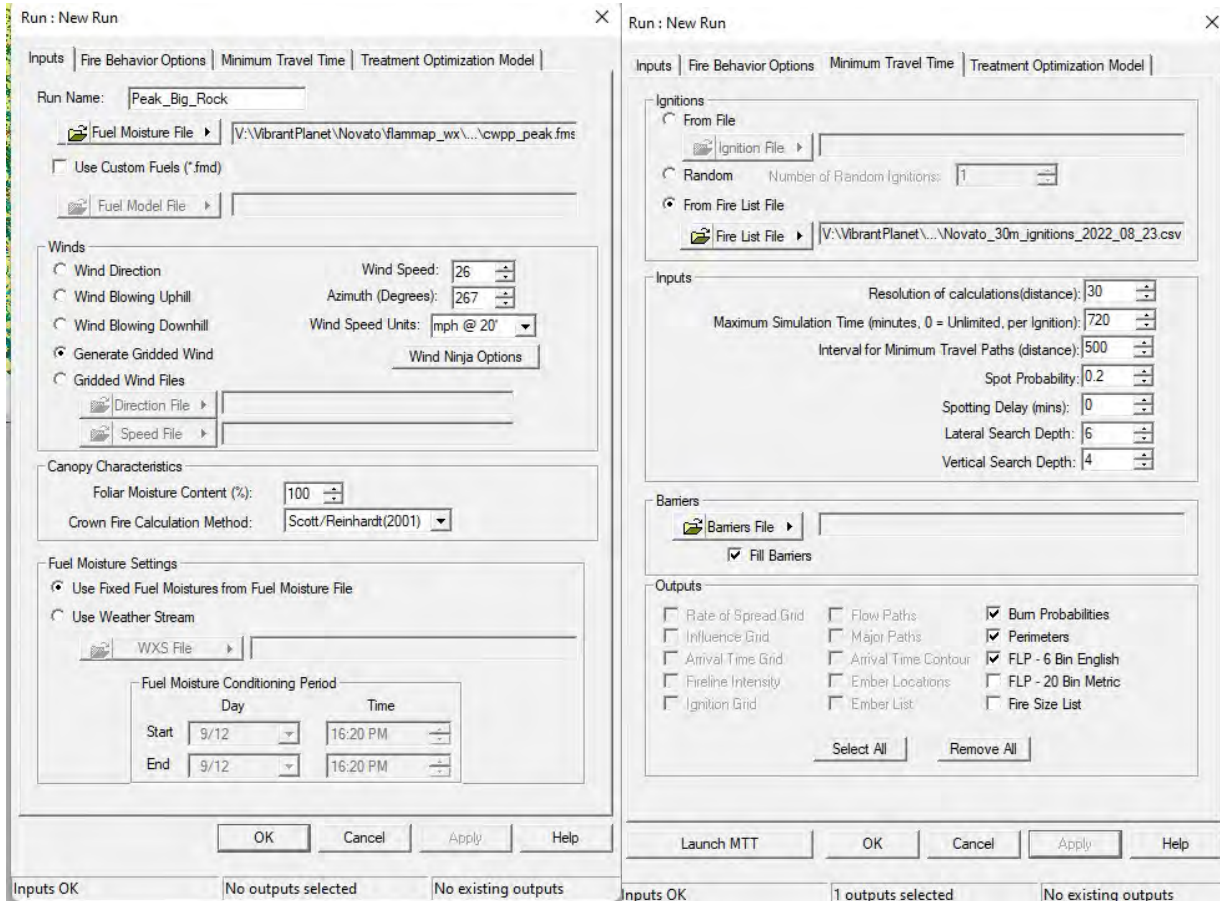 Run : New Run
Inputs
Fire Behavior Options
Minimum Travel Time
Treatment Optimization Model
Run Name:
Peak_Big_Rock
Fuel Moisture File
V:\VibrantPlanet\Novato\flammap_wx\...\cwpp_peak.fms
Use Custom Fuels (*.fmd)
Fuel Model File
Winds
Wind Direction
Wind Speed:
26
Wind Blowing Uphill
Azimuth (Degrees):
267
Wind Blowing Downhill
Wind Speed Units:
mph @ 20'
Generate Gridded Wind
Wind Ninja Options
Gridded Wind Files
Direction File
Speed File
Canopy Characteristics
Foliar Moisture Content (%):
100
Crown Fire Calculation Method:
Scott/Reinhardt(2001)
Fuel Moisture Settings
Use Fixed Fuel Moistures from Fuel Moisture File
Use Weather Stream
WXS File
Fuel Moisture Conditioning Period
Day
Time
Start
9/12
16:20 PM
End
9/12
16:20 PM
OK
Cancel
Apply
Help
Inputs OK
No outputs selected
No existing outputs
Run : New Run
Inputs
Fire Behavior Options
Minimum Travel Time
Treatment Optimization Model
Ignitions
From File
Ignition File
Random
Number of Random Ignitions:
1
From Fire List File
Fire List File
V:\VibrantPlanet\...\Novato_30m_ignitions_2022_08_23.csv
Inputs
Resolution of calculations(distance):
30
Maximum Simulation Time (minutes, 0 = Unlimited, per Ignition):
720
Interval for Minimum Travel Paths (distance):
500
Spot Probability:
0.2
Spotting Delay (mins):
0
Lateral Search Depth:
6
Vertical Search Depth:
4
Barriers
Barriers File
Fill Barriers
Outputs
Rate of Spread Grid
Flow Paths
Burn Probabilities
Influence Grid
Major Paths
Perimeters
Arrival Time Grid
Arrival Time Contour
FLP - 6 Bin English
Fireline Intensity
Ember Locations
FLP - 20 Bin Metric
Ignition Grid
Ember List
Fire Size List
Select All
Remove All
Launch MTT
OK
Cancel
Apply
Help
Inputs OK
1 outputs selected
No existing outputs